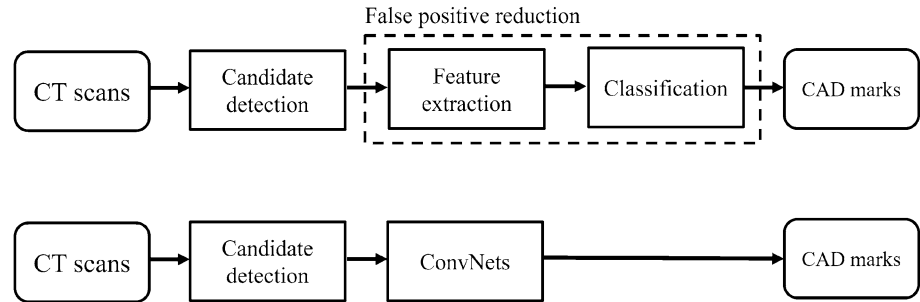 False positive reduction
CT scans
Candidate
detection
Feature
extraction
Classification
CAD marks
CT scans
Candidate
detection
ConvNets
CAD marks